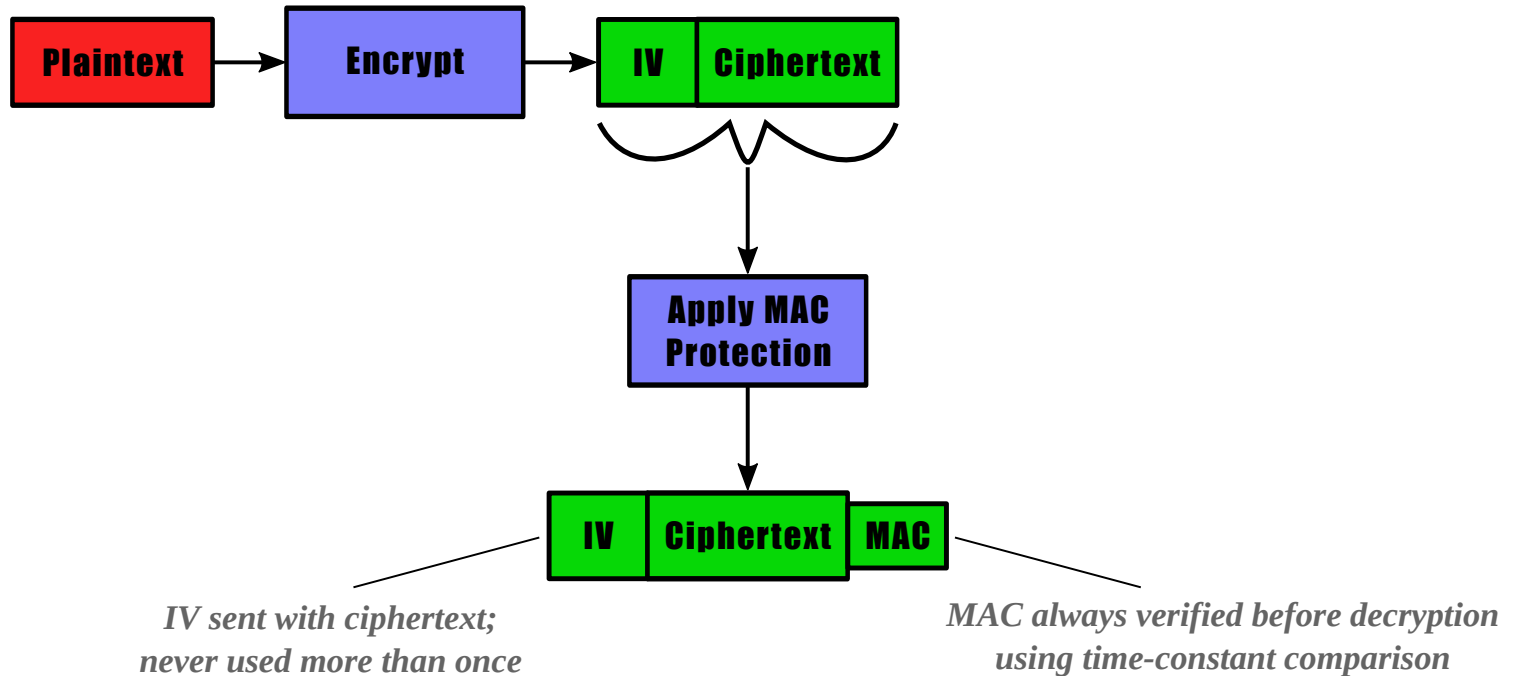 Plaintext
Encrypt
IV
Ciphertext
Apply MAC
Protection
IV
Ciphertext
MAC
IV sent with ciphertext;
never used more than once
MAC always verified before decryption
using time-constant comparison